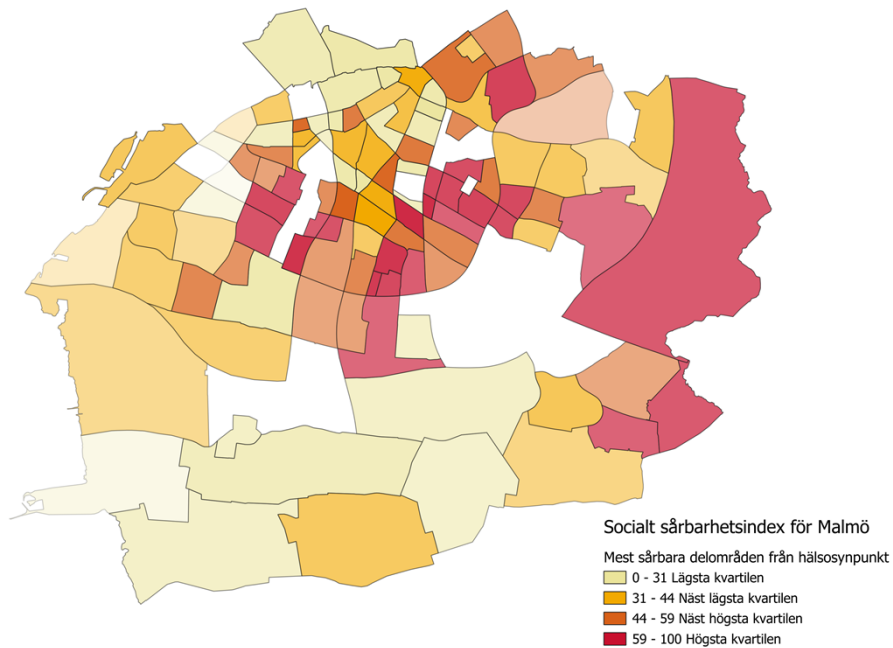 Socialt sårbarhetsindex för Malmö
Mest sårbara delområden från hälsosynpunkt
0 - 31 Lägsta kvartilen
31 - 44 Näst lägsta kvartilen
44 - 59 Näst högsta kvartilen
59 - 100 Högsta kvartilen